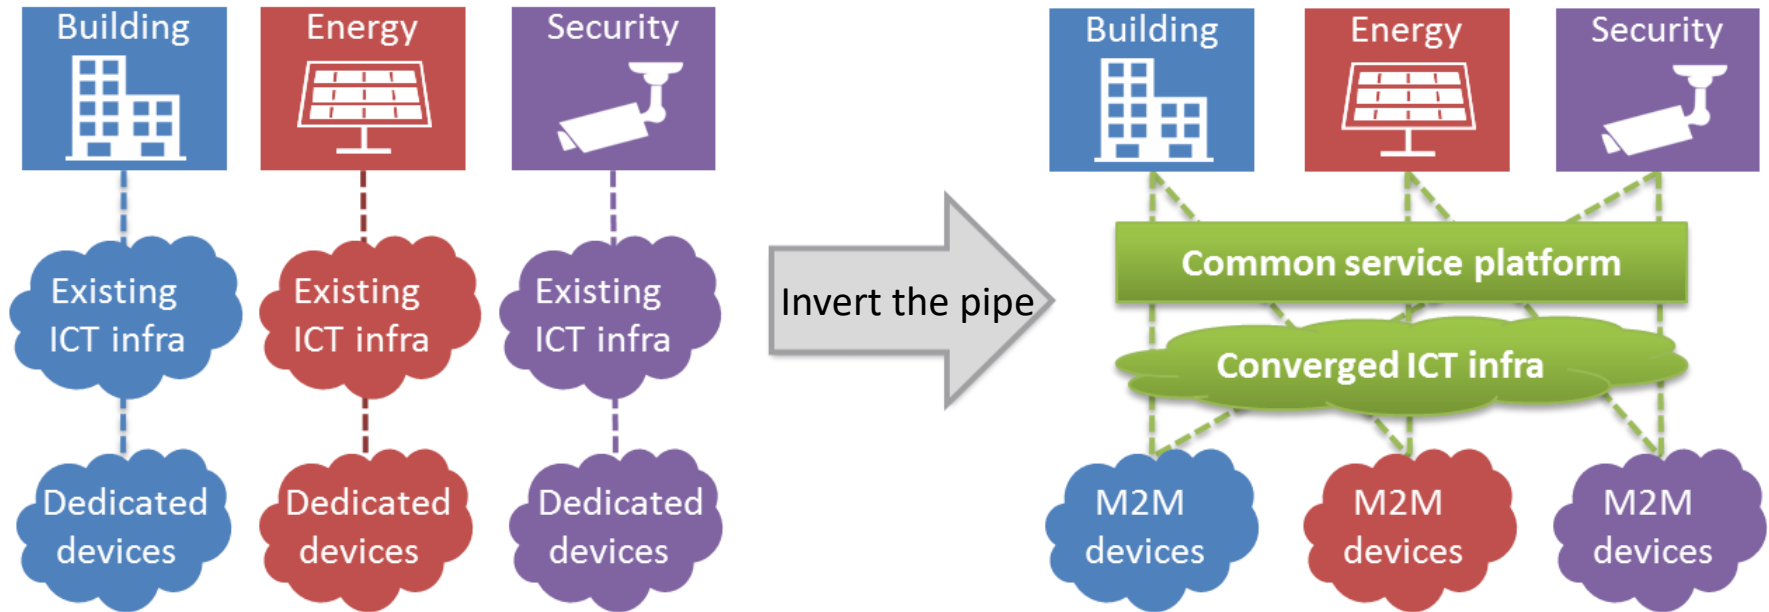 Building
Energy
Security
Existing
ICT infra
Existing
ICT infra
Existing
ICT infra
Dedicated
devices
Dedicated
devices
Dedicated
devices
Invert the pipe
Building
Energy
Security
Common service platform
Converged ICT infra
M2M
devices
M2M
devices
M2M
devices